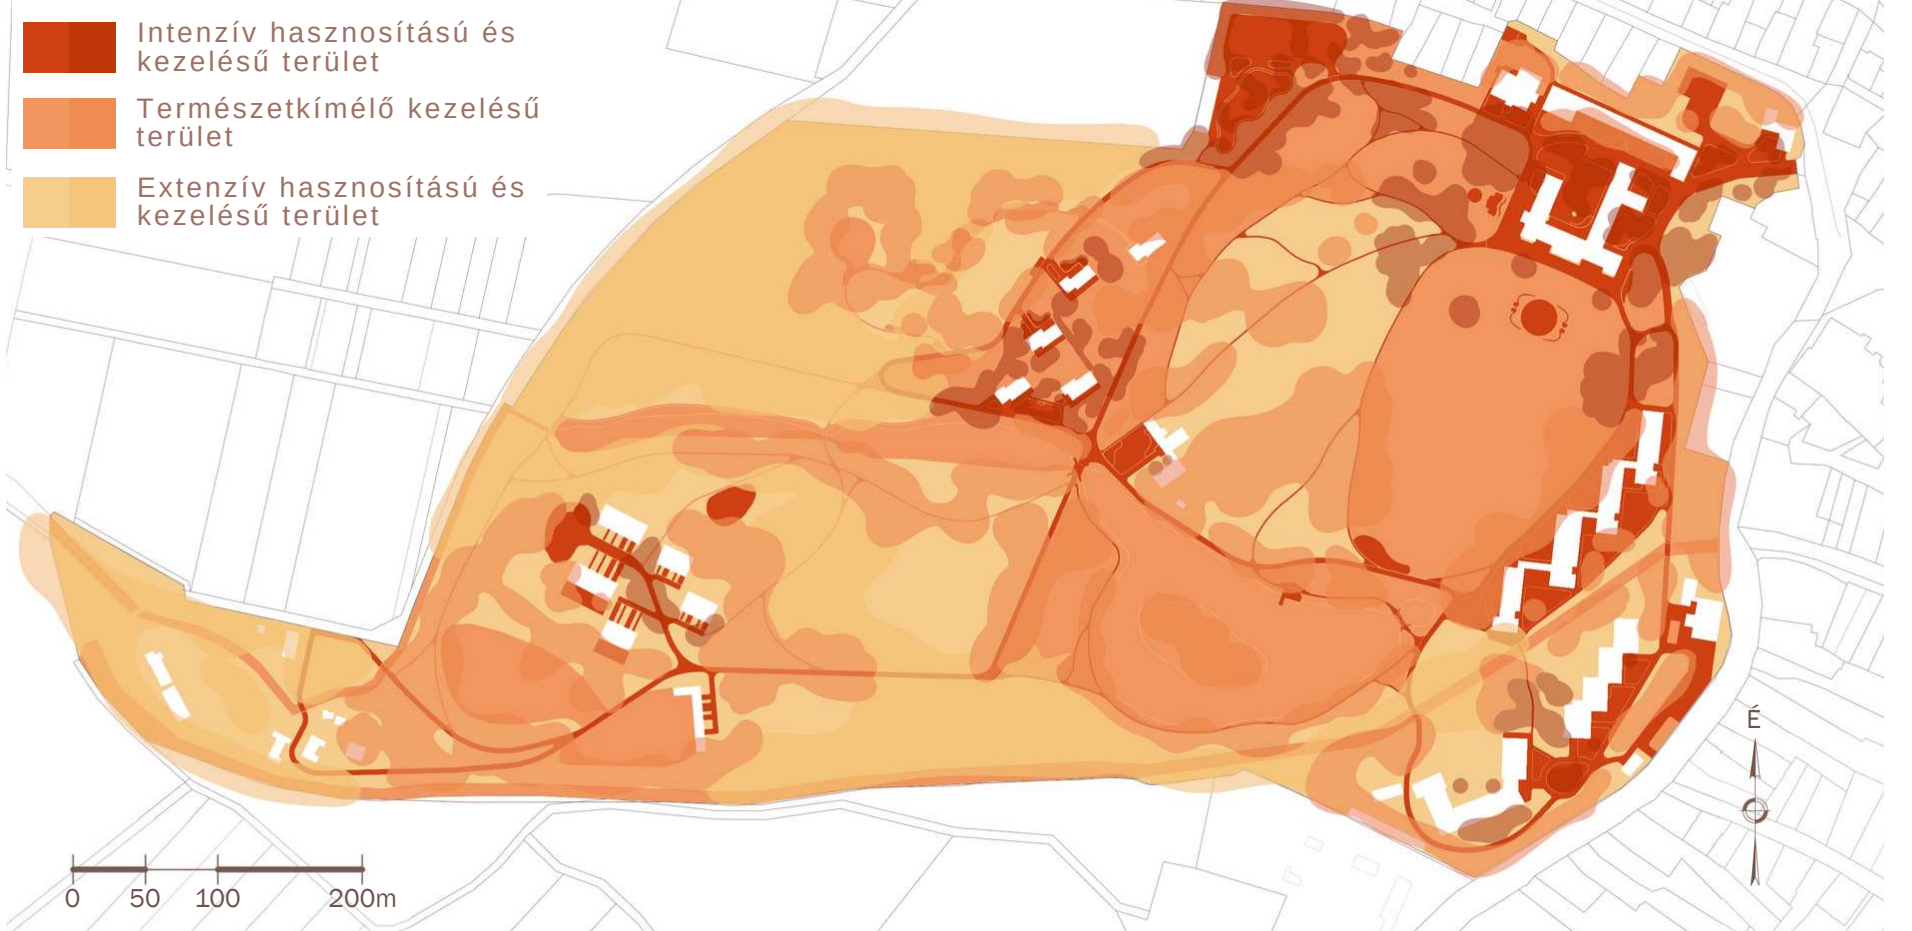 Intenzív hasznosítású és
kezelésű terület
Természetkímélő kezelésű
terület
Extenzív hasznosítású és
kezelésű terület
É
0 50 100 200m